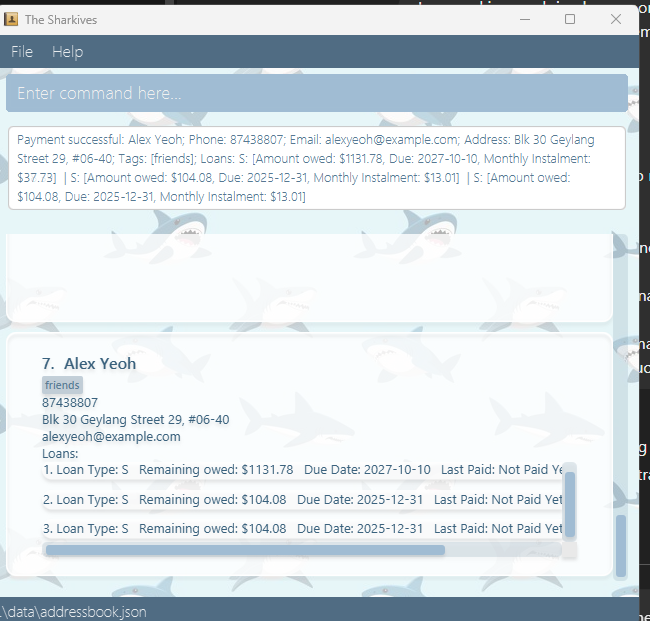 The Sharkives
File Help
Enter command here...
Payment successful: Alex Yeoh; Phone: 87438807; Email: alexyeoh@example.com; Address: Blk 30 Geylang
Street 29, #06-40; Tags: [friends]; Loans: S: [Amount owed: $1131.78, Due: 2027-10-10, Monthly Instalment:
$37.73] | S: [Amount owed: $104.08, Due: 2025-12-31, Monthly Instalment: $13.01] | S: [Amount owed:
$104.08, Due: 2025-12-31, Monthly Instalment: $13.01]
7. Alex Yeoh
friends
87438807
Blk 30 Geylang Street 29, #06-40
alexyeoh@example.com
Loans:
1. Loan Type: S Remaining owed: $1131.78 Due Date: 2027-10-10 Last Paid: Not Paid Ye
2. Loan Type: S Remaining owed: $104.08 Due Date: 2025-12-31 Last Paid: Not Paid Yet
3. Loan Type: S Remaining owed: $104.08 Due Date: 2025-12-31 Last Paid: Not Paid Yet
.\data\addressbook.json